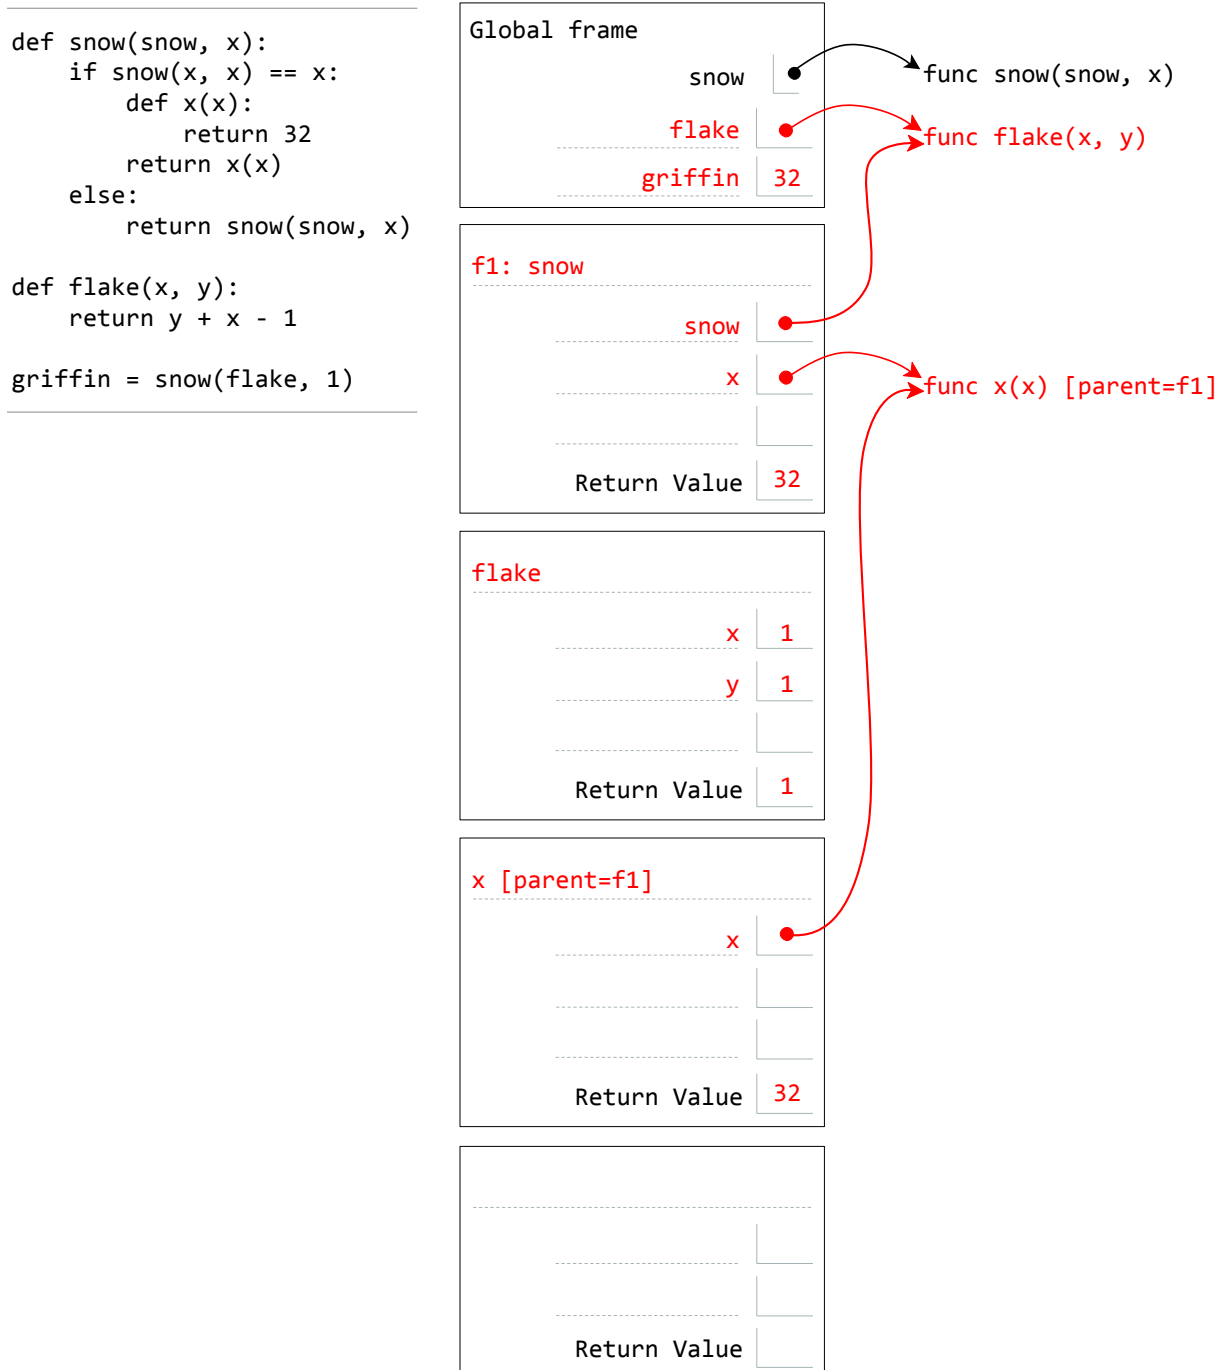 def snow(snow, x):
    if snow(x, x) == x:
        def x(x):
            return 32
        return x(x)
    else:
        return snow(snow, x)
def flake(x, y):
    return y + x - 1
griffin = snow(flake, 1)
Global frame
snow
func snow(snow, x)
flake
func flake(x, y)
griffin 32
f1: snow
snow
x
func x(x) [parent=f1]
Return Value 32
flake
x 1
y 1
Return Value 1
x [parent=f1]
x
Return Value 32
Return Value